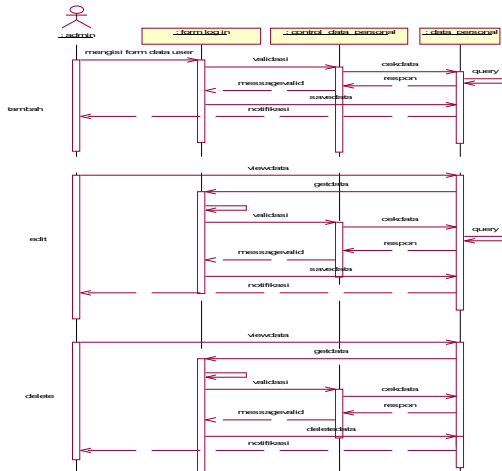 : admin
: form log in
: control_data_personal
: data_personal
mengisi form data user
validasi
cekdata
query
respon
messagevalid
savedata
tambah
notifikasi
viewdata
getdata
validasi
cekdata
edit
query
respon
messagevalid
savedata
notifikasi
viewdata
getdata
validasi
delete
cekdata
respon
messagevalid
deletedata
notifikasi